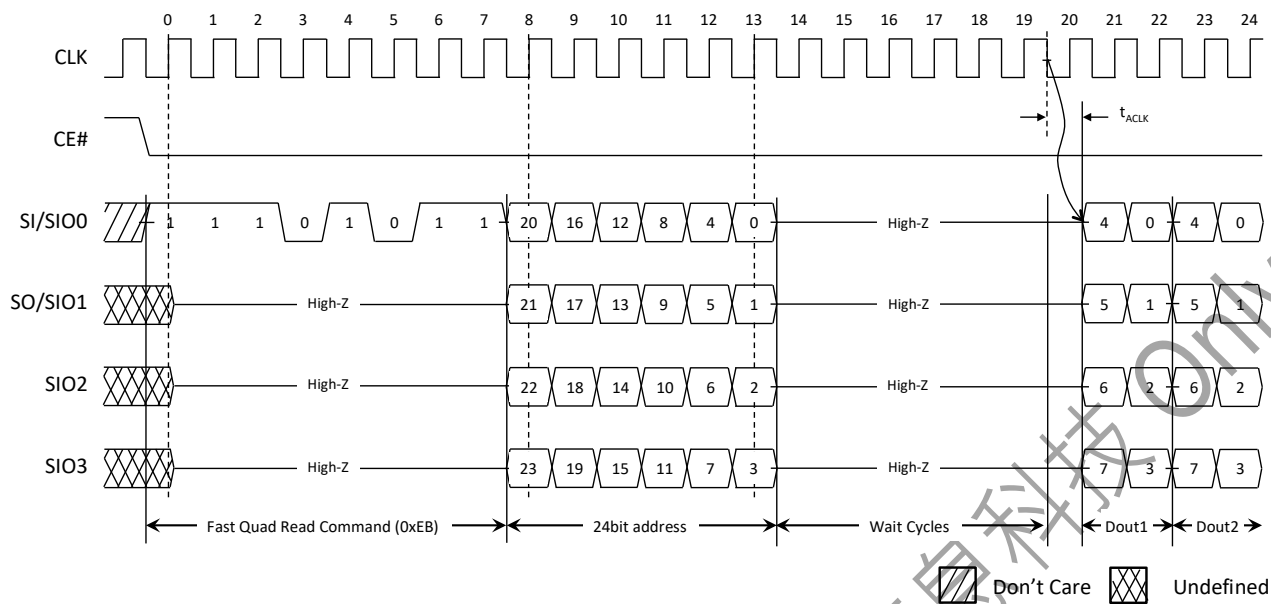 0 1 2 3 4 5 6 7 8 9 10 11 12 13 14 15 16 17 18 19 20 21 22 23 24
CLK
CE#
t_ACLK
SI/SIO0 1 1 1 0 1 0 1 1 20 16 12 8 4 0 High-Z 4 0 4 0
SO/SIO1 High-Z 21 17 13 9 5 1 High-Z 5 1 5 1
SIO2 High-Z 22 18 14 10 6 2 High-Z 6 2 6 2
SIO3 High-Z 23 19 15 11 7 3 High-Z 7 3 7 3
Fast Quad Read Command (0xEB) 24bit address Wait Cycles Dout1 Dout2
Don't Care Undefined
息科技 Only